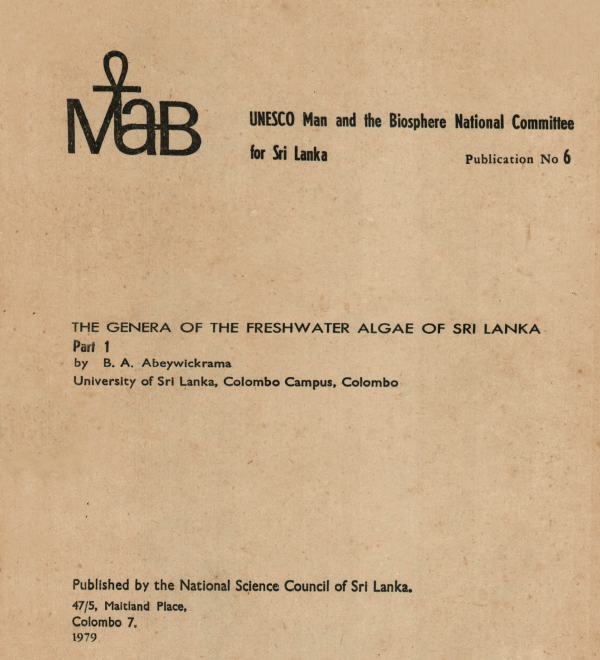 MaB
UNESCO Man and the Biosphere National Committee
for Sri Lanka
Publication No 6
THE GENERA OF THE FRESHWATER ALGAE OF SRI LANKA
Part 1
by B. A. Abeywickrama
University of Sri Lanka, Colombo Campus, Colombo
Published by the National Science Council of Sri Lanka.
47/5, Maitland Place,
Colombo 7.
1979